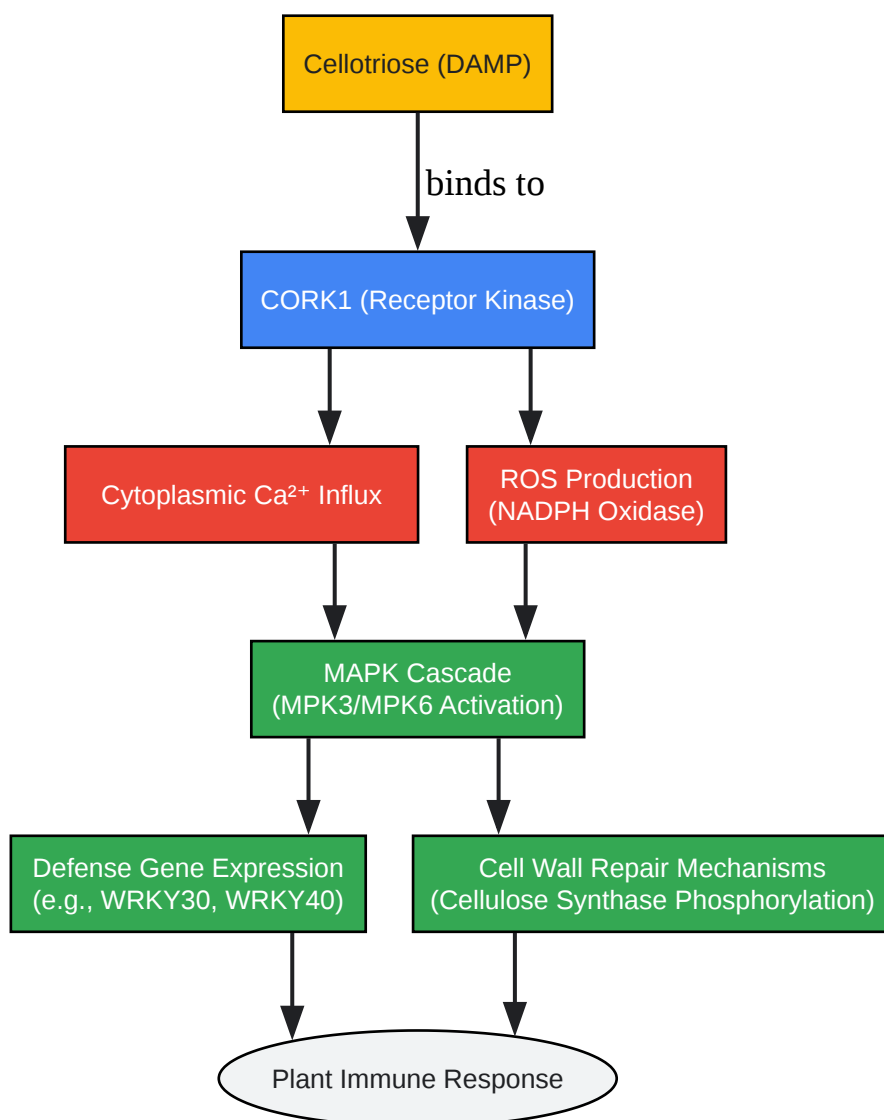 Cellotriose (DAMP)
binds to
CORK1 (Receptor Kinase)
Cytoplasmic Ca²⁺ Influx
ROS Production
(NADPH Oxidase)
MAPK Cascade
(MPK3/MPK6 Activation)
Defense Gene Expression
(e.g., WRKY30, WRKY40)
Cell Wall Repair Mechanisms
(Cellulose Synthase Phosphorylation)
Plant Immune Response